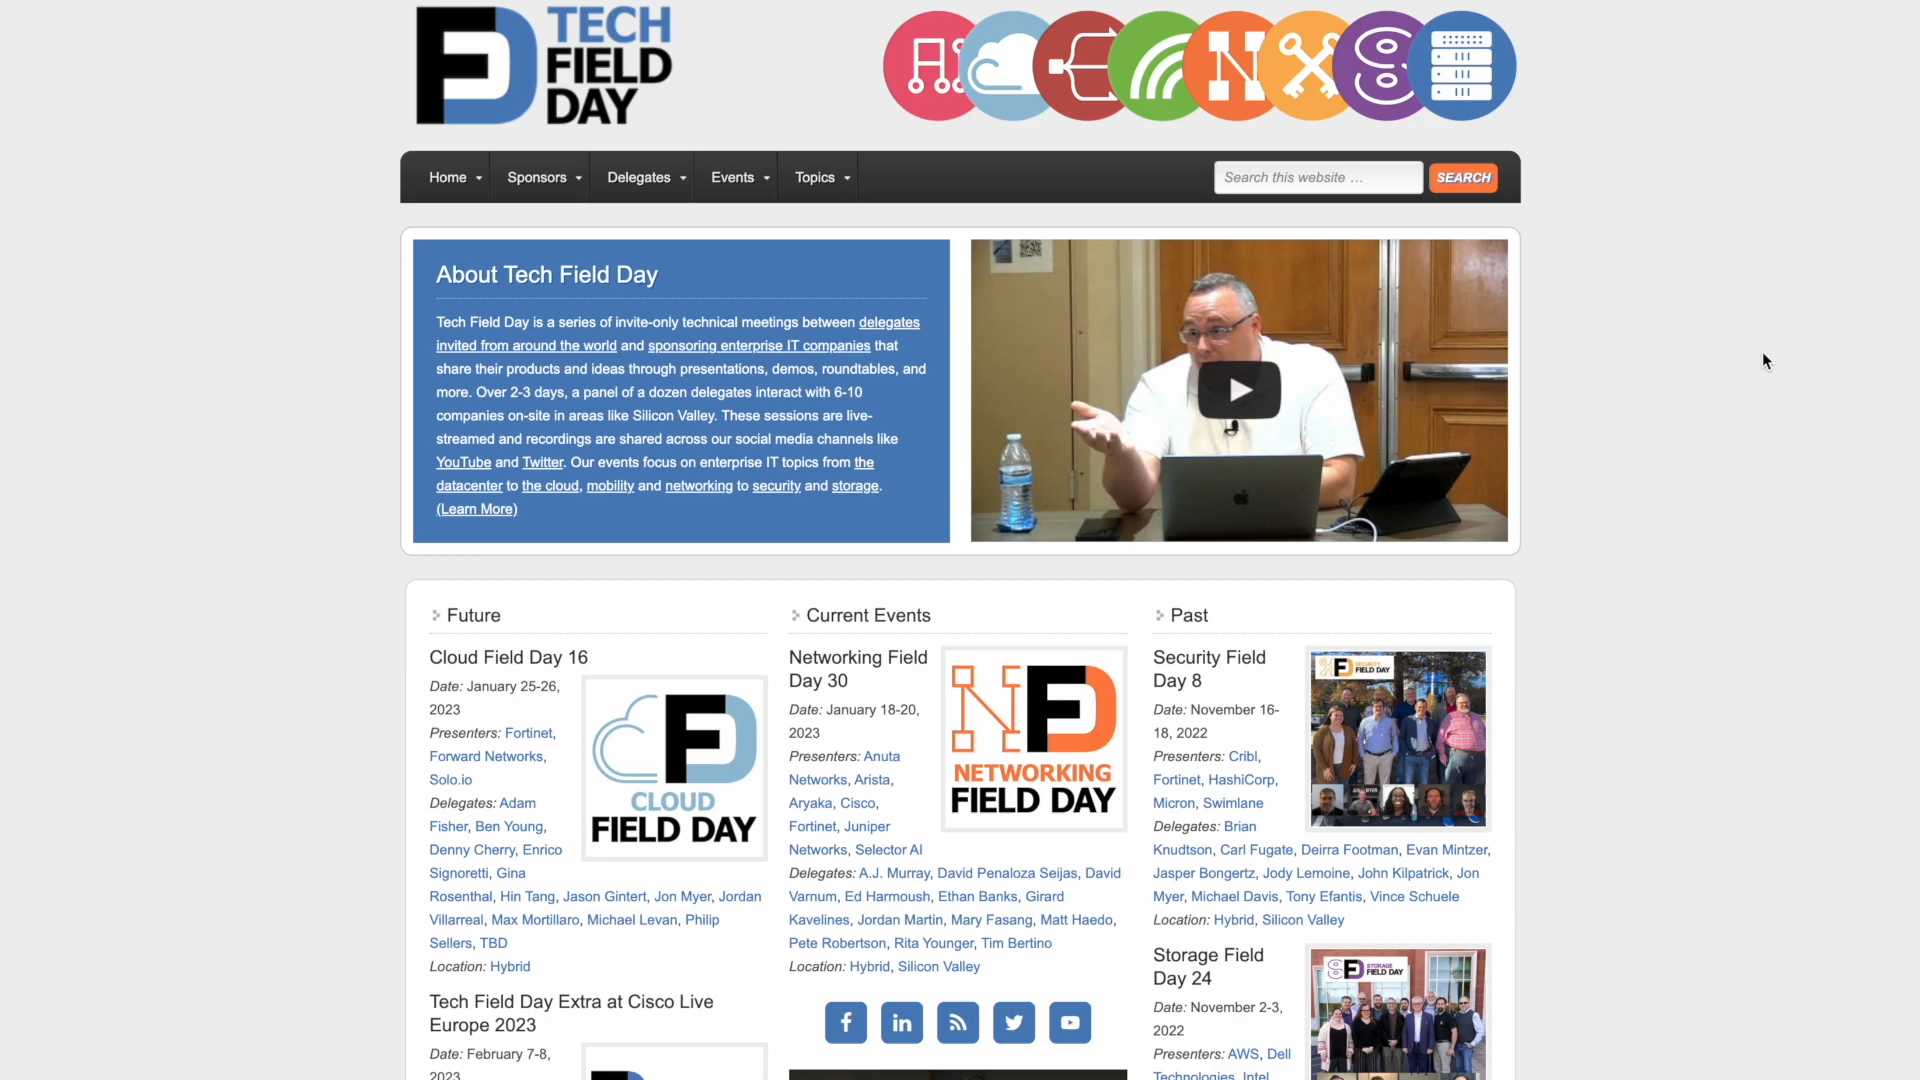 TECH
FIELD
DAY
Home
Sponsors
Delegates
Events
Topics
Search this website …
SEARCH
About Tech Field Day
Tech Field Day is a series of invite-only technical meetings between delegates
invited from around the world and sponsoring enterprise IT companies that
share their products and ideas through presentations, demos, roundtables, and
more. Over 2-3 days, a panel of a dozen delegates interact with 6-10
companies on-site in areas like Silicon Valley. These sessions are live-
streamed and recordings are shared across our social media channels like
YouTube and Twitter. Our events focus on enterprise IT topics from the
datacenter to the cloud, mobility and networking to security and storage.
(Learn More)
Future
Cloud Field Day 16
Date: January 25-26,
2023
Presenters: Fortinet,
Forward Networks,
Solo.io
Delegates: Adam
Fisher, Ben Young,
Denny Cherry, Enrico
Signoretti, Gina
Rosenthal, Hin Tang, Jason Gintert, Jon Myer, Jordan
Villarreal, Max Mortillaro, Michael Levan, Philip
Sellers, TBD
Location: Hybrid
CLOUD
FIELD DAY
Tech Field Day Extra at Cisco Live
Europe 2023
Date: February 7-8,
2023
Current Events
Networking Field
Day 30
Date: January 18-20,
2023
Presenters: Anuta
Networks, Arista,
Aryaka, Cisco,
Fortinet, Juniper
Networks, Selector AI
Delegates: A.J. Murray, David Penaloza Seijas, David
Varnum, Ed Harmoush, Ethan Banks, Girard
Kavelines, Jordan Martin, Mary Fasang, Matt Haedo,
Pete Robertson, Rita Younger, Tim Bertino
Location: Hybrid, Silicon Valley
NFD
NETWORKING
FIELD DAY
Past
Security Field
Day 8
Date: November 16-
18, 2022
Presenters: Cribl,
Fortinet, HashiCorp,
Micron, Swimlane
Delegates: Brian
Knudtson, Carl Fugate, Deirra Footman, Evan Mintzer,
Jasper Bongertz, Jody Lemoine, John Kilpatrick, Jon
Myer, Michael Davis, Tony Efantis, Vince Schuele
Location: Hybrid, Silicon Valley
SECURITY
FIELD DAY
Storage Field
Day 24
Date: November 2-3,
2022
Presenters: AWS, Dell
Technologies, Intel
STORAGE
FIELD DAY